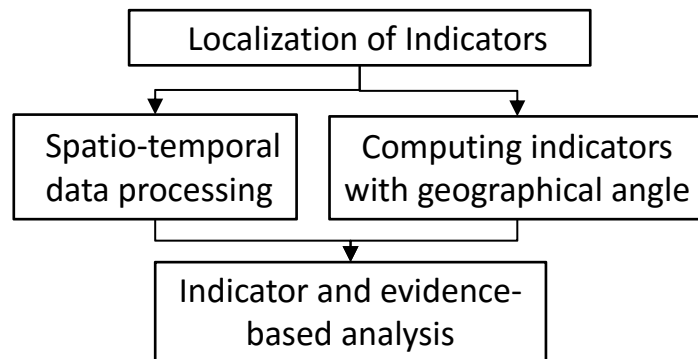 Localization of Indicators
Spatio-temporal
data processing
Computing indicators
with geographical angle
Indicator and evidence-
based analysis